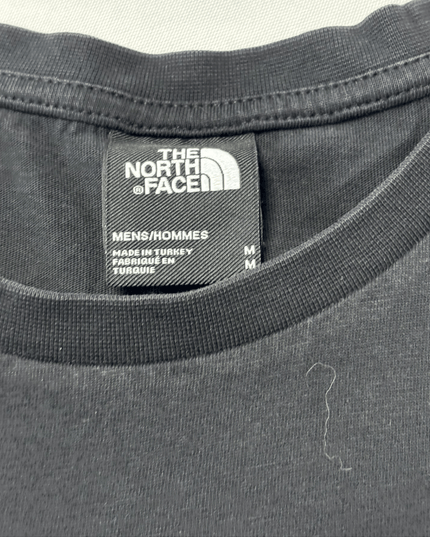 THE
NORTH
®FACE
MENS/HOMMES
MADE IN TURKEY M
FABRIQUÉ EN M
TURQUIE